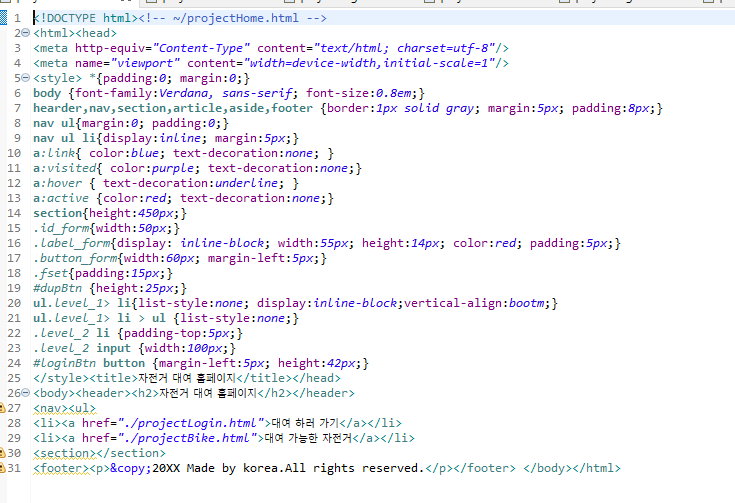 1 <!DOCTYPE html><!-- ~/projectHome.html -->
2 <html><head>
3 <meta http-equiv="Content-Type" content="text/html; charset=utf-8"/>
4 <meta name="viewport" content="width=device-width,initial-scale=1"/>
5 <style> *{padding:0; margin:0;}
6 body {font-family:Verdana, sans-serif; font-size:0.8em;}
7 hearder,nav,section,article,aside,footer {border:1px solid gray; margin:5px; padding:8px;}
8 nav ul{margin:0; padding:0;}
9 nav ul li{display:inline; margin:5px;}
10 a:link{ color:blue; text-decoration:none; }
11 a:visited{ color:purple; text-decoration:none;}
12 a:hover { text-decoration:underline; }
13 a:active {color:red; text-decoration:none;}
14 section{height:450px;}
15 .id_form{width:50px;}
16 .label_form{display: inline-block; width:55px; height:14px; color:red; padding:5px;}
17 .button_form{width:60px; margin-left:5px;}
18 .fset{padding:15px;}
19 #dupBtn {height:25px;}
20 ul.level_1> li{list-style:none; display:inline-block;vertical-align:bootm;}
21 ul.level_1> li > ul {list-style:none;}
22 .level_2 li {padding-top:5px;}
23 .level_2 input {width:100px;}
24 #loginBtn button {margin-left:5px; height:42px;}
25 </style><title>자전거 대여 홈페이지</title></head>
26 <body><header><h2>자전거 대여 홈페이지</h2></header>
27 <nav><ul>
28 <li><a href="./projectLogin.html">대여 하러 가기</a></li>
29 <li><a href="./projectBike.html">대여 가능한 자전거</a></li>
30 <section></section>
31 <footer><p>&copy;20XX Made by korea.All rights reserved.</p></footer> </body></html>